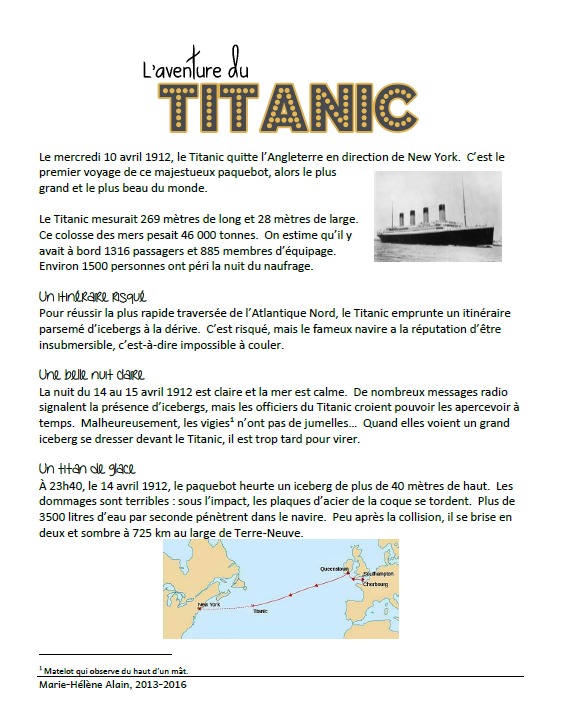 L'aventure du
TITANIC
Le mercredi 10 avril 1912, le Titanic quitte l'Angleterre en direction de New York.  C'est le
premier voyage de ce majestueux paquebot, alors le plus
grand et le plus beau du monde.
Le Titanic mesurait 269 mètres de long et 28 mètres de large.
Ce colosse des mers pesait 46 000 tonnes.  On estime qu'il y
avait à bord 1316 passagers et 885 membres d'équipage.
Environ 1500 personnes ont péri la nuit du naufrage.
Un itinéraire risqué
Pour réussir la plus rapide traversée de l'Atlantique Nord, le Titanic emprunte un itinéraire
parsemé d'icebergs à la dérive.  C'est risqué, mais le fameux navire a la réputation d'être
insubmersible, c'est-à-dire impossible à couler.
Une belle nuit claire
La nuit du 14 au 15 avril 1912 est claire et la mer est calme.  De nombreux messages radio
signalent la présence d'icebergs, mais les officiers du Titanic croient pouvoir les apercevoir à
temps.  Malheureusement, les vigies¹ n'ont pas de jumelles…  Quand elles voient un grand
iceberg se dresser devant le Titanic, il est trop tard pour virer.
Un titan de glace
À 23h40, le 14 avril 1912, le paquebot heurte un iceberg de plus de 40 mètres de haut.  Les
dommages sont terribles : sous l'impact, les plaques d'acier de la coque se tordent.  Plus de
3500 litres d'eau par seconde pénètrent dans le navire.  Peu après la collision, il se brise en
deux et sombre à 725 km au large de Terre-Neuve.
Queenstown
Southampton
Cherbourg
New York
Titanic
¹ Matelot qui observe du haut d'un mât.
Marie-Hélène Alain, 2013-2016